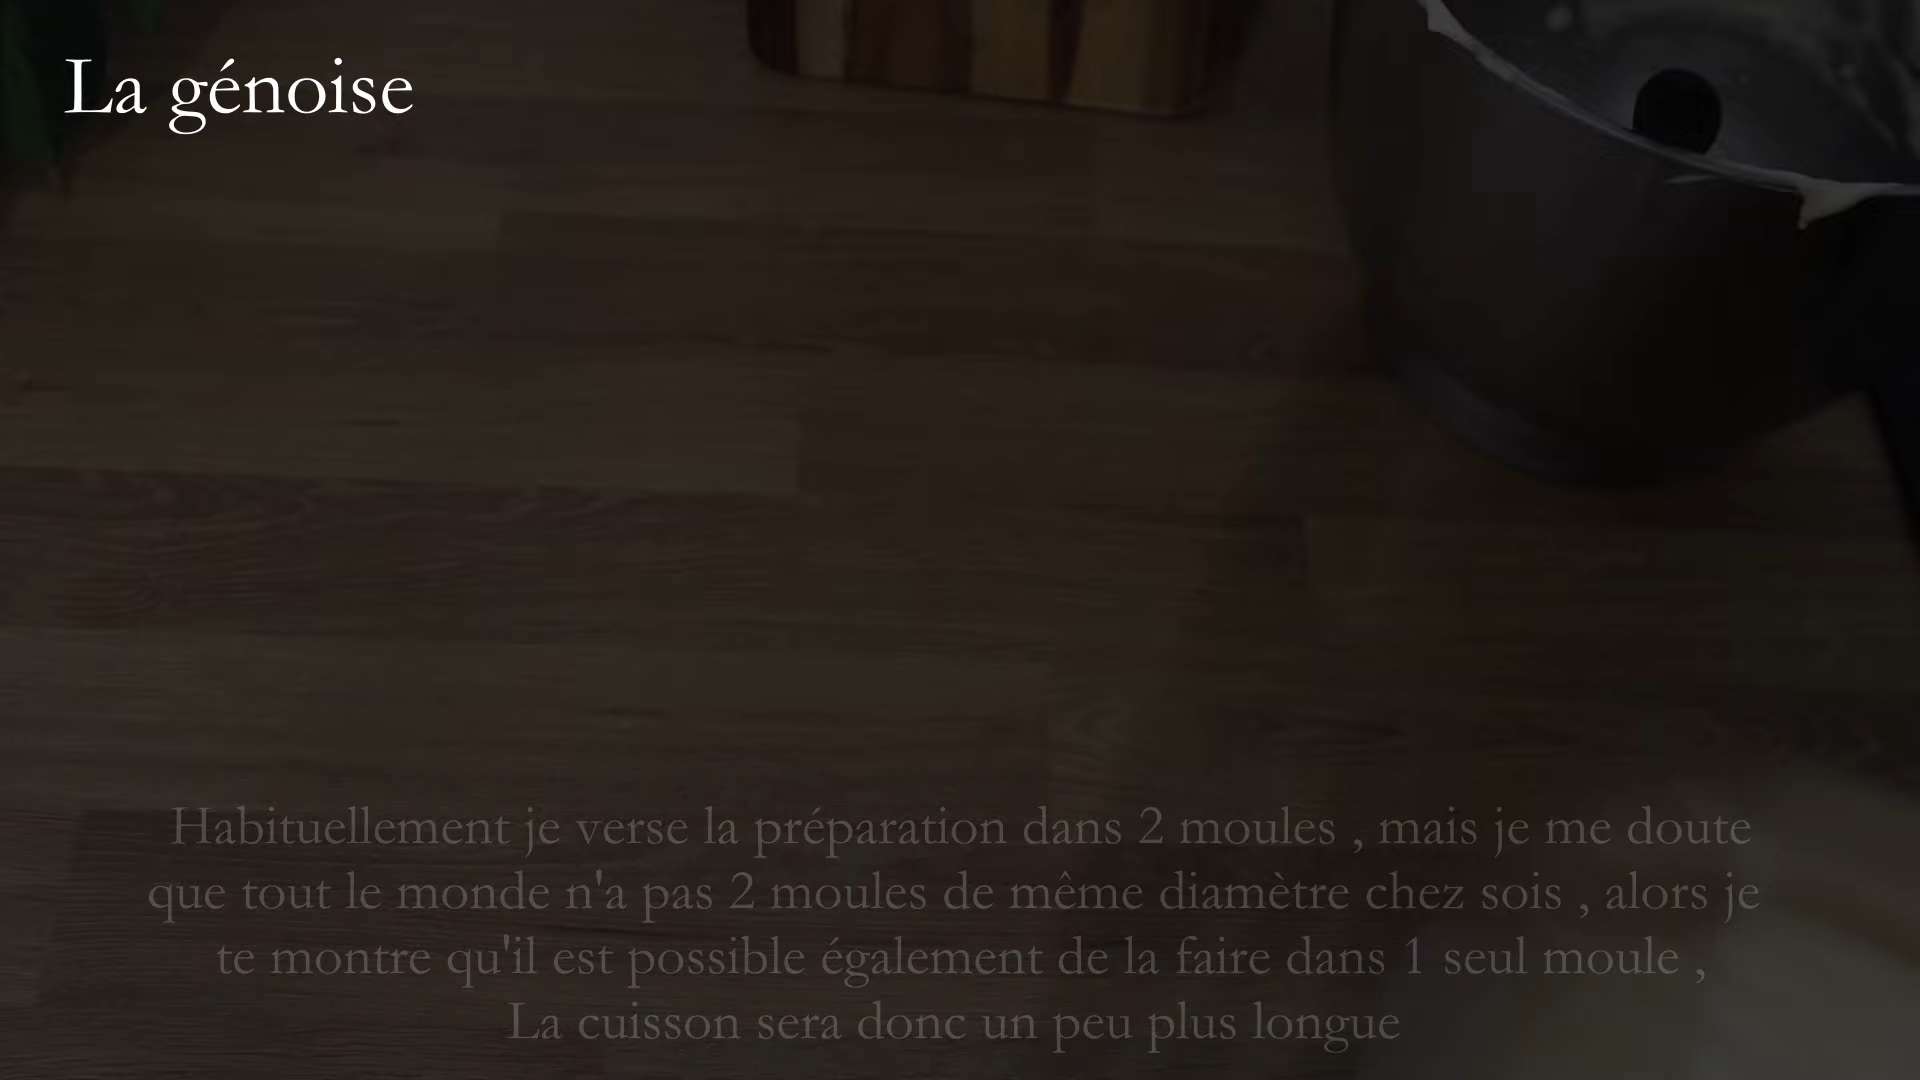 La génoise
Habituellement je verse la préparation dans 2 moules , mais je me doute
que tout le monde n'a pas 2 moules de même diamètre chez sois , alors je
te montre qu'il est possible également de la faire dans 1 seul moule ,
La cuisson sera donc un peu plus longue